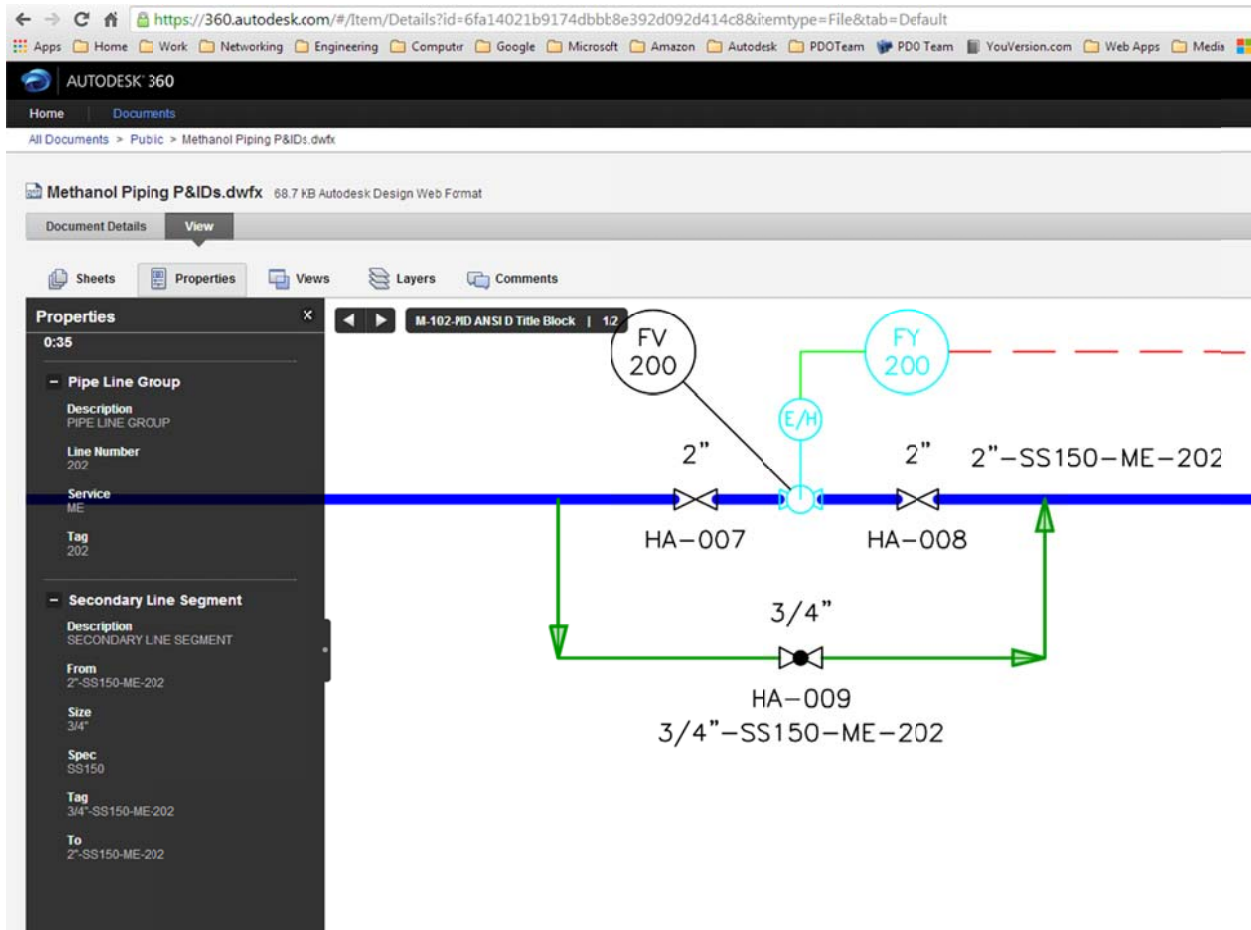 https://360.autodesk.com/#/Item/Details?id=6fa14021b9174dbbb8e392d092d414c8&itemtype=File&tab=Default
Apps Home Work Networking Engineering Computer Google Microsoft Amazon Autodesk PDOTeam PD0 Team YouVersion.com Web Apps Media
AUTODESK® 360
Home Documents
All Documents > Pubic > Methanol Piping P&IDs.dwfx
Methanol Piping P&IDs.dwfx 68.7 KB Autodesk Design Web Format
Document Details View
Sheets Properties Views Layers Comments
Properties X
0:35
Pipe Line Group
Description
PIPE LINE GROUP
Line Number
202
Service
ME
Tag
202
Secondary Line Segment
Description
SECONDARY LINE SEGMENT
From
2"-SS150-ME-202
Size
3/4"
Spec
SS150
Tag
3/4"-SS150-ME-202
To
2"-SS150-ME-202
M-102-PID ANSI D Title Block | 1/2
FV
200
FY
200
E/H
2" 2" 2"-SS150-ME-202
HA-007 HA-008
3/4"
HA-009
3/4"-SS150-ME-202